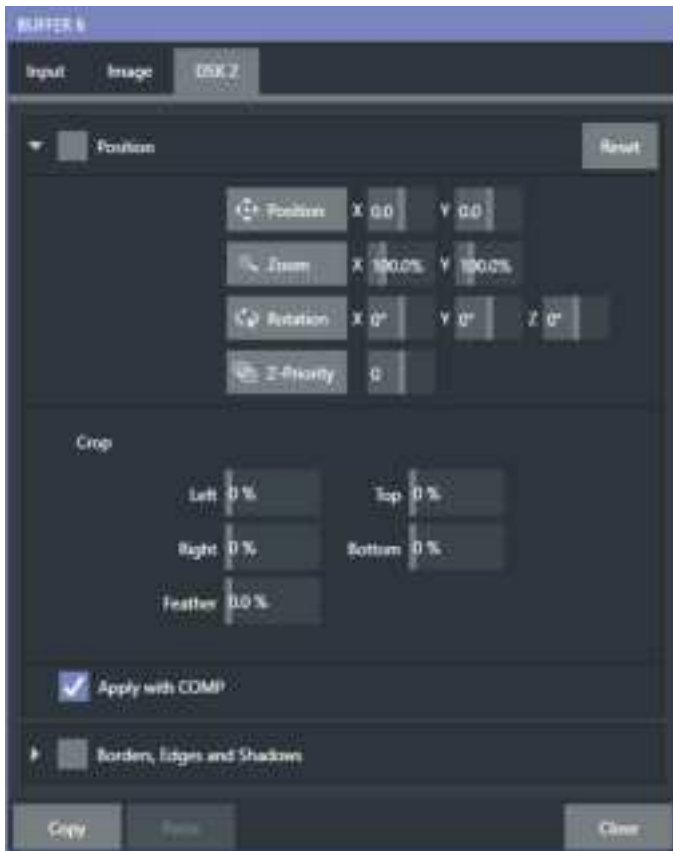 BUFFER 6
Input Image DSK 2
Position Reset
Position X 0.0 Y 0.0
Zoom X 100.0% Y 100.0%
Rotation X 0° Y 0° Z 0°
Z-Priority 0
Crop
Left 0 % Top 0 %
Right 0 % Bottom 0 %
Feather 0.0 %
Apply with COMP
Borders, Edges and Shadows
Copy Paste Close